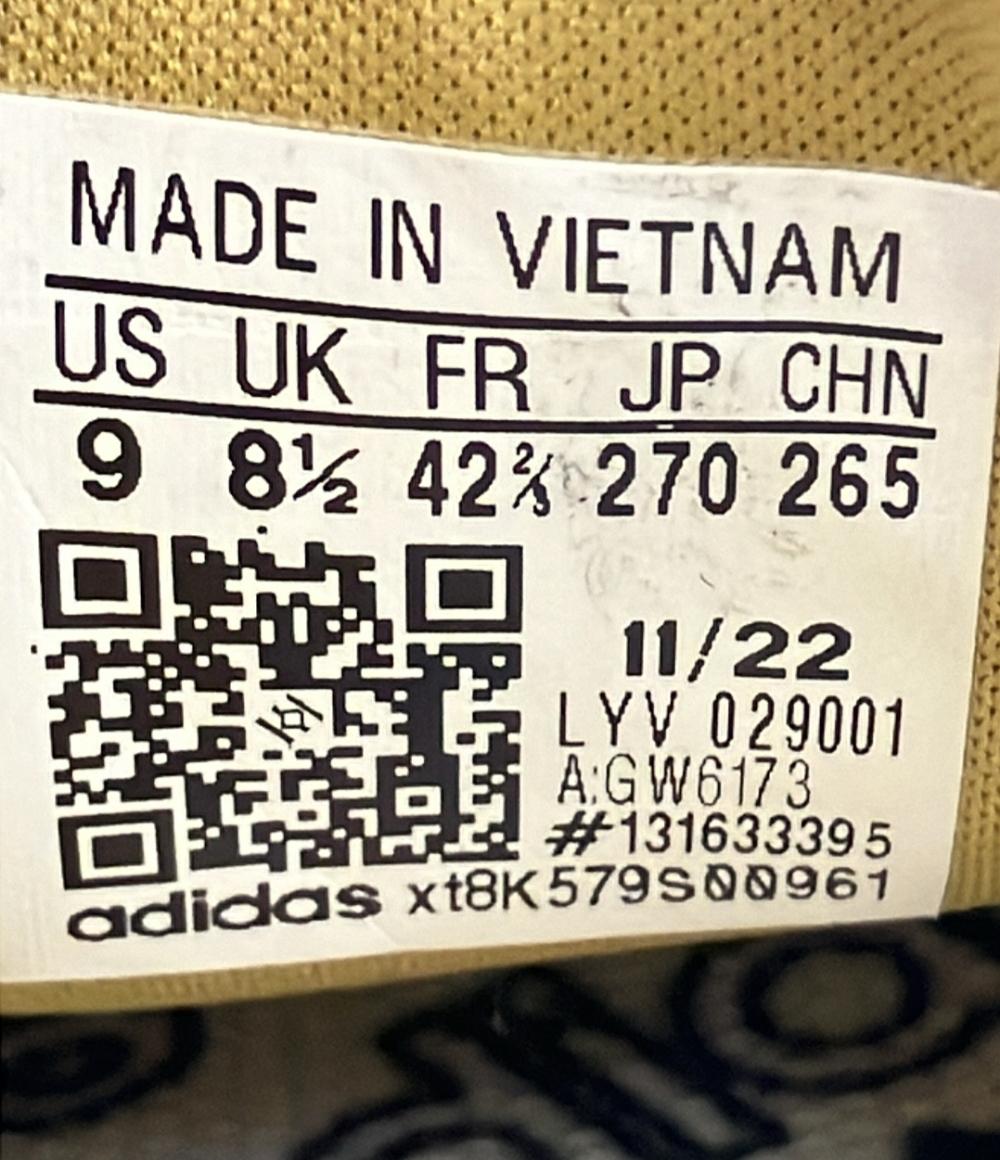 MADE IN VIETNAM
US UK FR JP CHN
9 8½ 42⅔ 270 265
11/22
LYV 029001
A:GW6173
#131633395
adidas xt8K579S00961